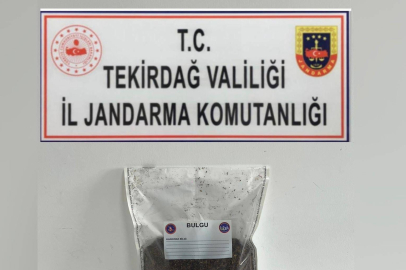 T.C.
TEKİRDAĞ VALİLİĞİ
İL JANDARMA KOMUTANLIĞI
BULGU